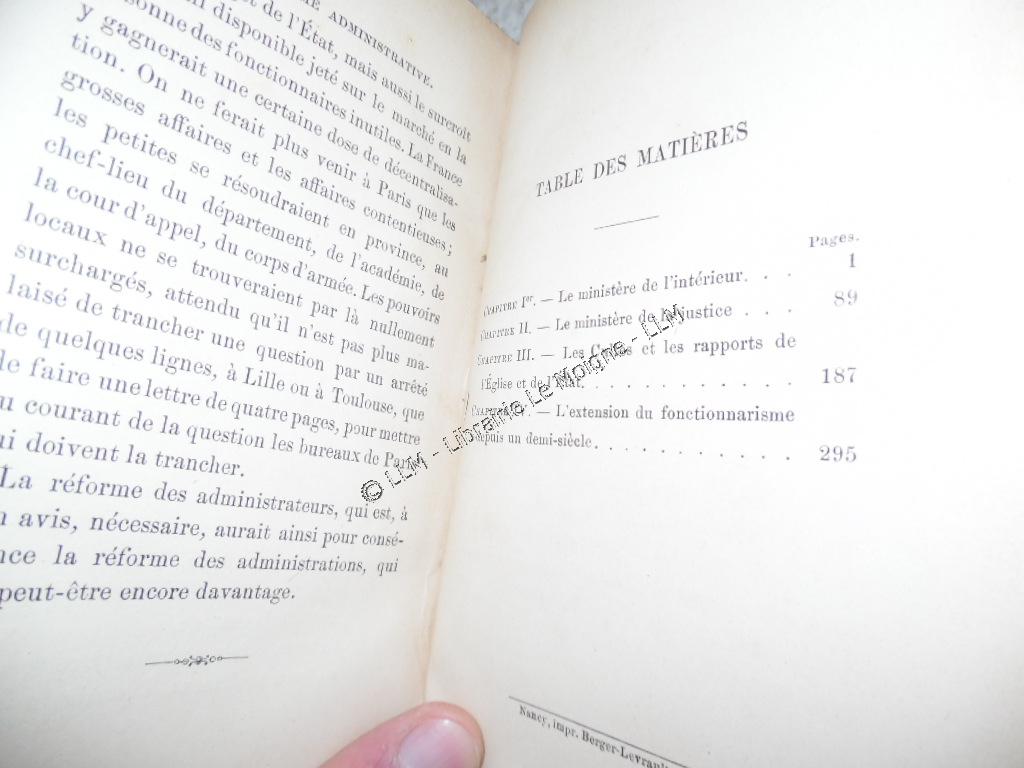 ME ADMINISTRATIVE.
de l'État, mais aussi le surcroît
disponible jeté sur le marché en la
sonne des fonctionnaires inutiles. La France
y gagnerait une certaine dose de décentralisa-
tion. On ne ferait plus venir à Paris que les
grosses affaires et les affaires contentieuses;
les petites se résoudraient en province, au
chef-lieu du département, de l'académie, de
la cour d'appel, du corps d'armée. Les pouvoirs
locaux ne se trouveraient par là nullement
surchargés, attendu qu'il n'est pas plus ma-
laisé de trancher une question par un arrêté
de quelques lignes, à Lille ou à Toulouse, que
de faire une lettre de quatre pages, pour mettre
u courant de la question les bureaux de Paris
ui doivent la trancher.
La réforme des administrateurs, qui est, à
n avis, nécessaire, aurait ainsi pour consé-
nce la réforme des administrations, qui
peut-être encore davantage.
TABLE DES MATIÈRES
Pages.
CHAPITRE Ier. — Le ministère de l'intérieur. . . . 1
CHAPITRE II. — Le ministère de la justice . . . 89
CHAPITRE III. — Les Cultes et les rapports de
l'Église et de l'État. . . . . . . . . . . . 187
CHAPITRE IV. — L'extension du fonctionnarisme
depuis un demi-siècle. . . . . . . . . . . . 295
Nancy, impr. Berger-Levrault
© LLM - Librairie Le Moigne - LLM